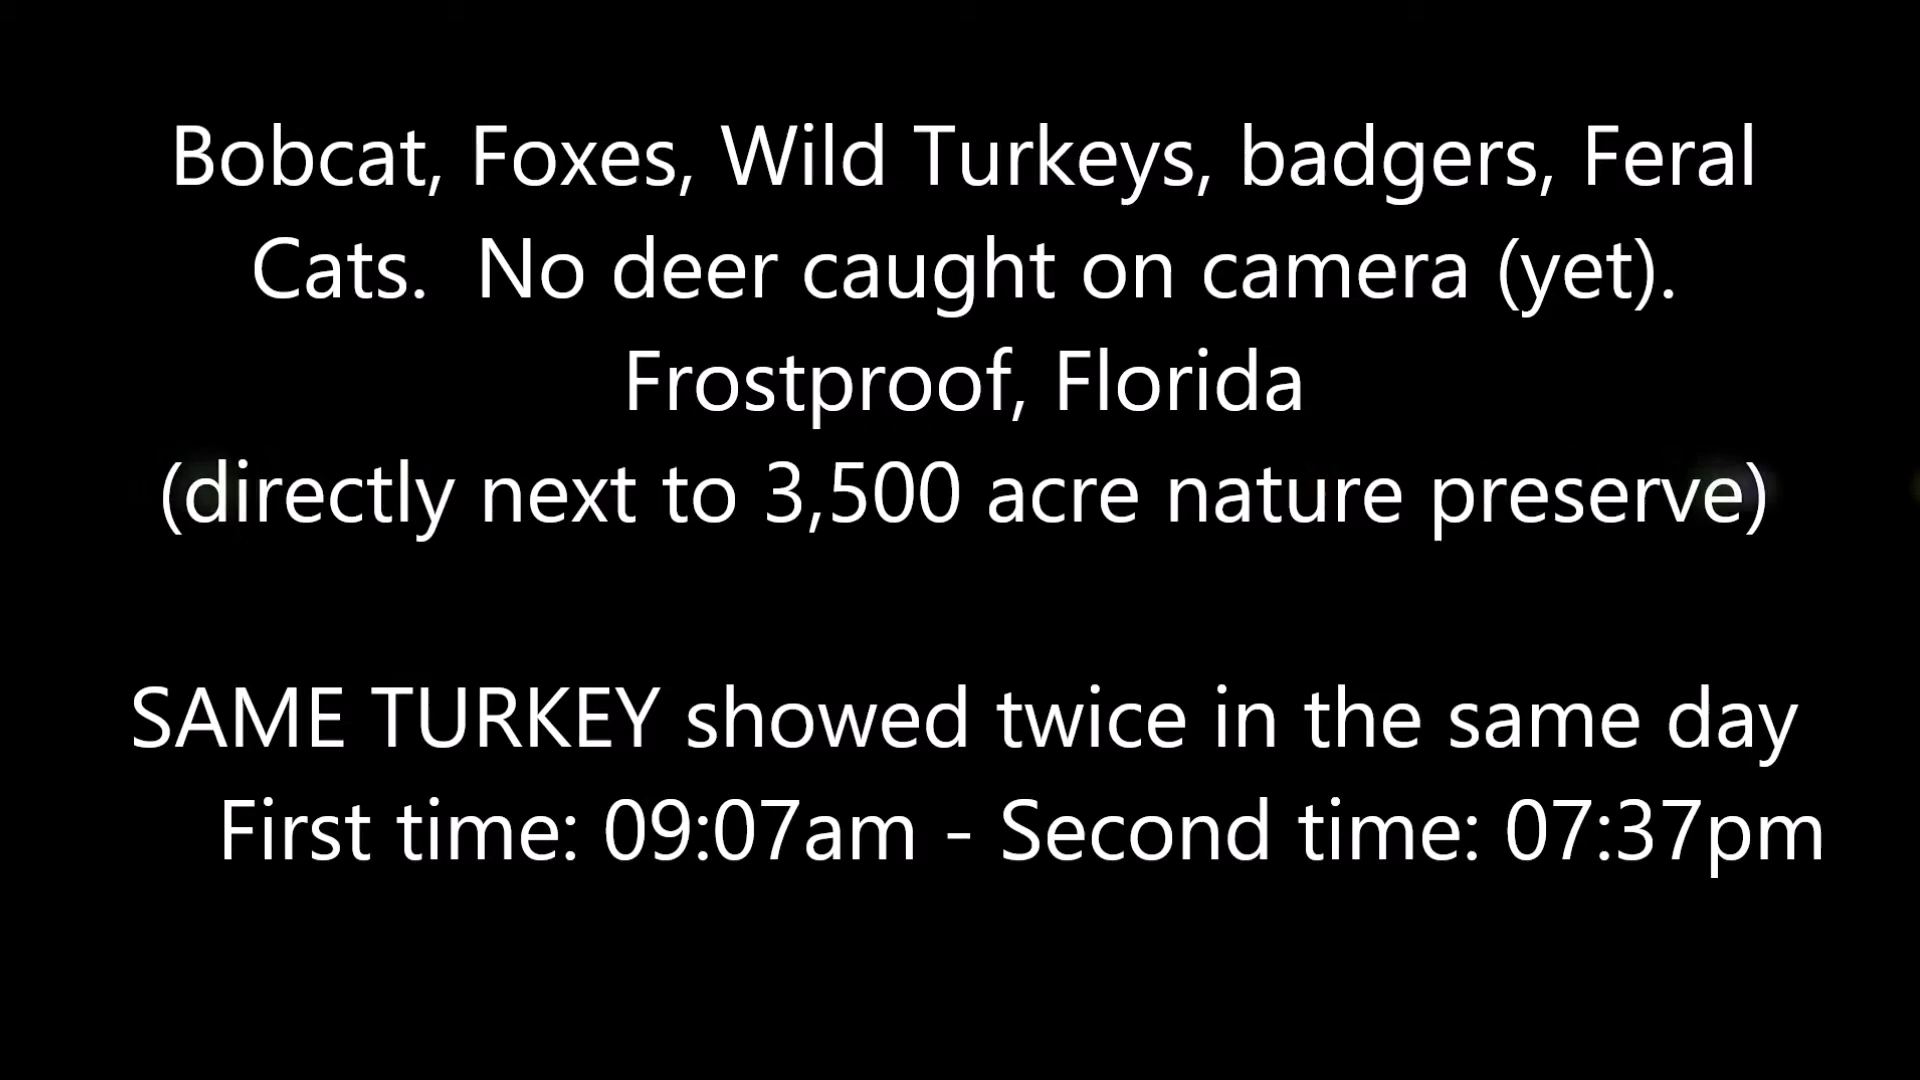 Bobcat, Foxes, Wild Turkeys, badgers, Feral
Cats.  No deer caught on camera (yet).
Frostproof, Florida
(directly next to 3,500 acre nature preserve)
SAME TURKEY showed twice in the same day
First time: 09:07am - Second time: 07:37pm